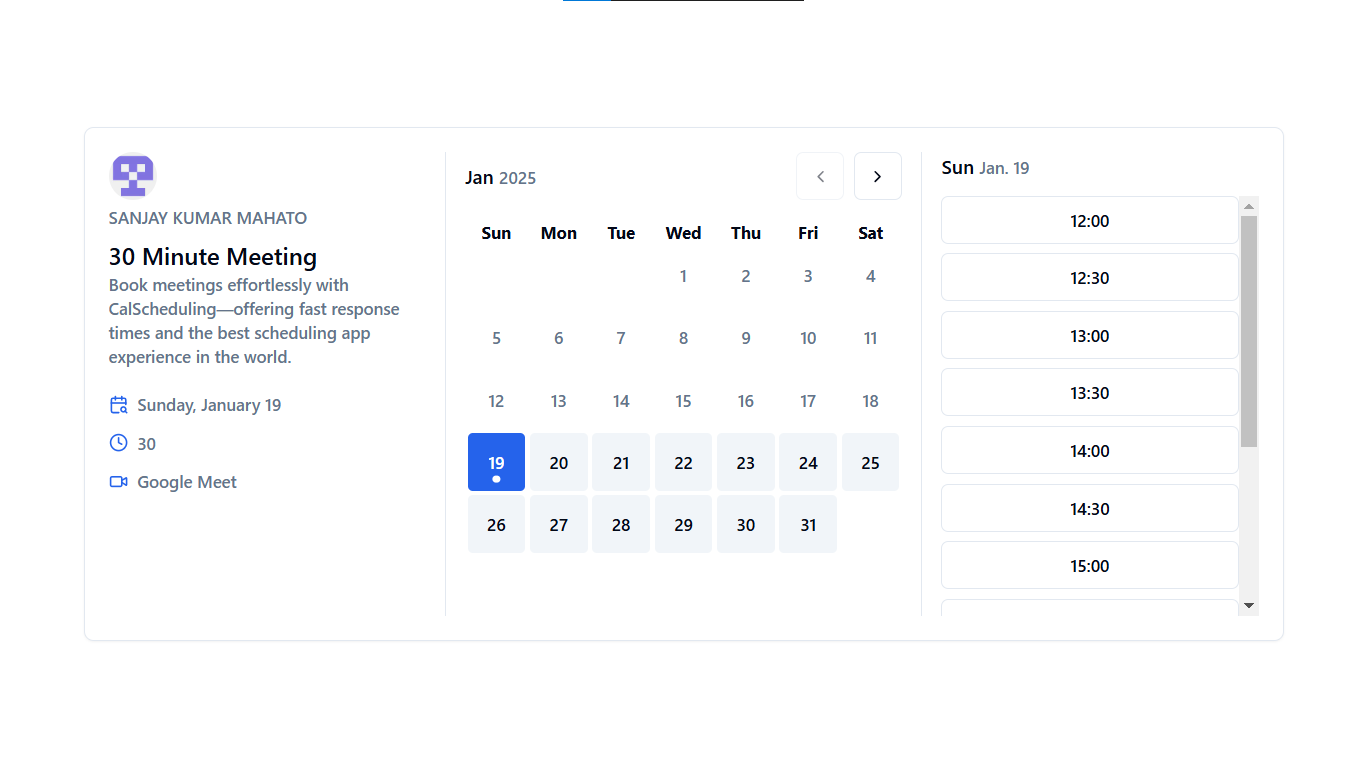 SANJAY KUMAR MAHATO
30 Minute Meeting
Book meetings effortlessly with
CalScheduling—offering fast response
times and the best scheduling app
experience in the world.
Sunday, January 19
30
Google Meet
Jan 2025
Sun Mon Tue Wed Thu Fri Sat
1 2 3 4
5 6 7 8 9 10 11
12 13 14 15 16 17 18
19 20 21 22 23 24 25
26 27 28 29 30 31
Sun Jan. 19
12:00
12:30
13:00
13:30
14:00
14:30
15:00